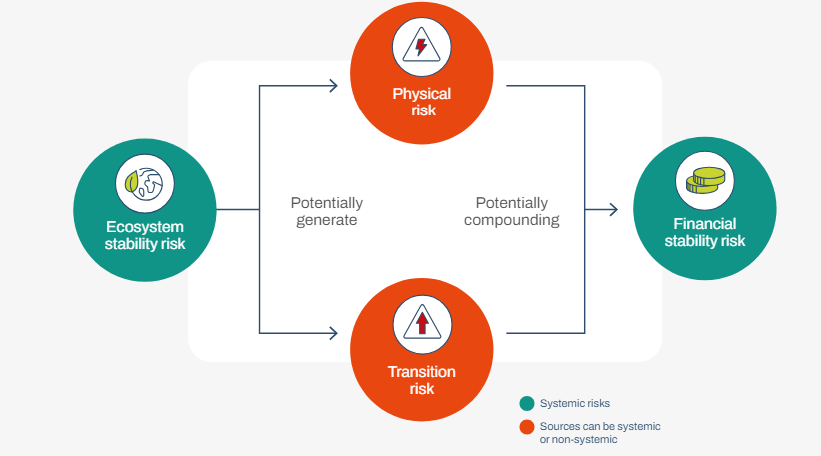 Physical
risk
Ecosystem
stability risk
Potentially
generate
Potentially
compounding
Financial
stability risk
Transition
risk
Systemic risks
Sources can be systemic
or non-systemic